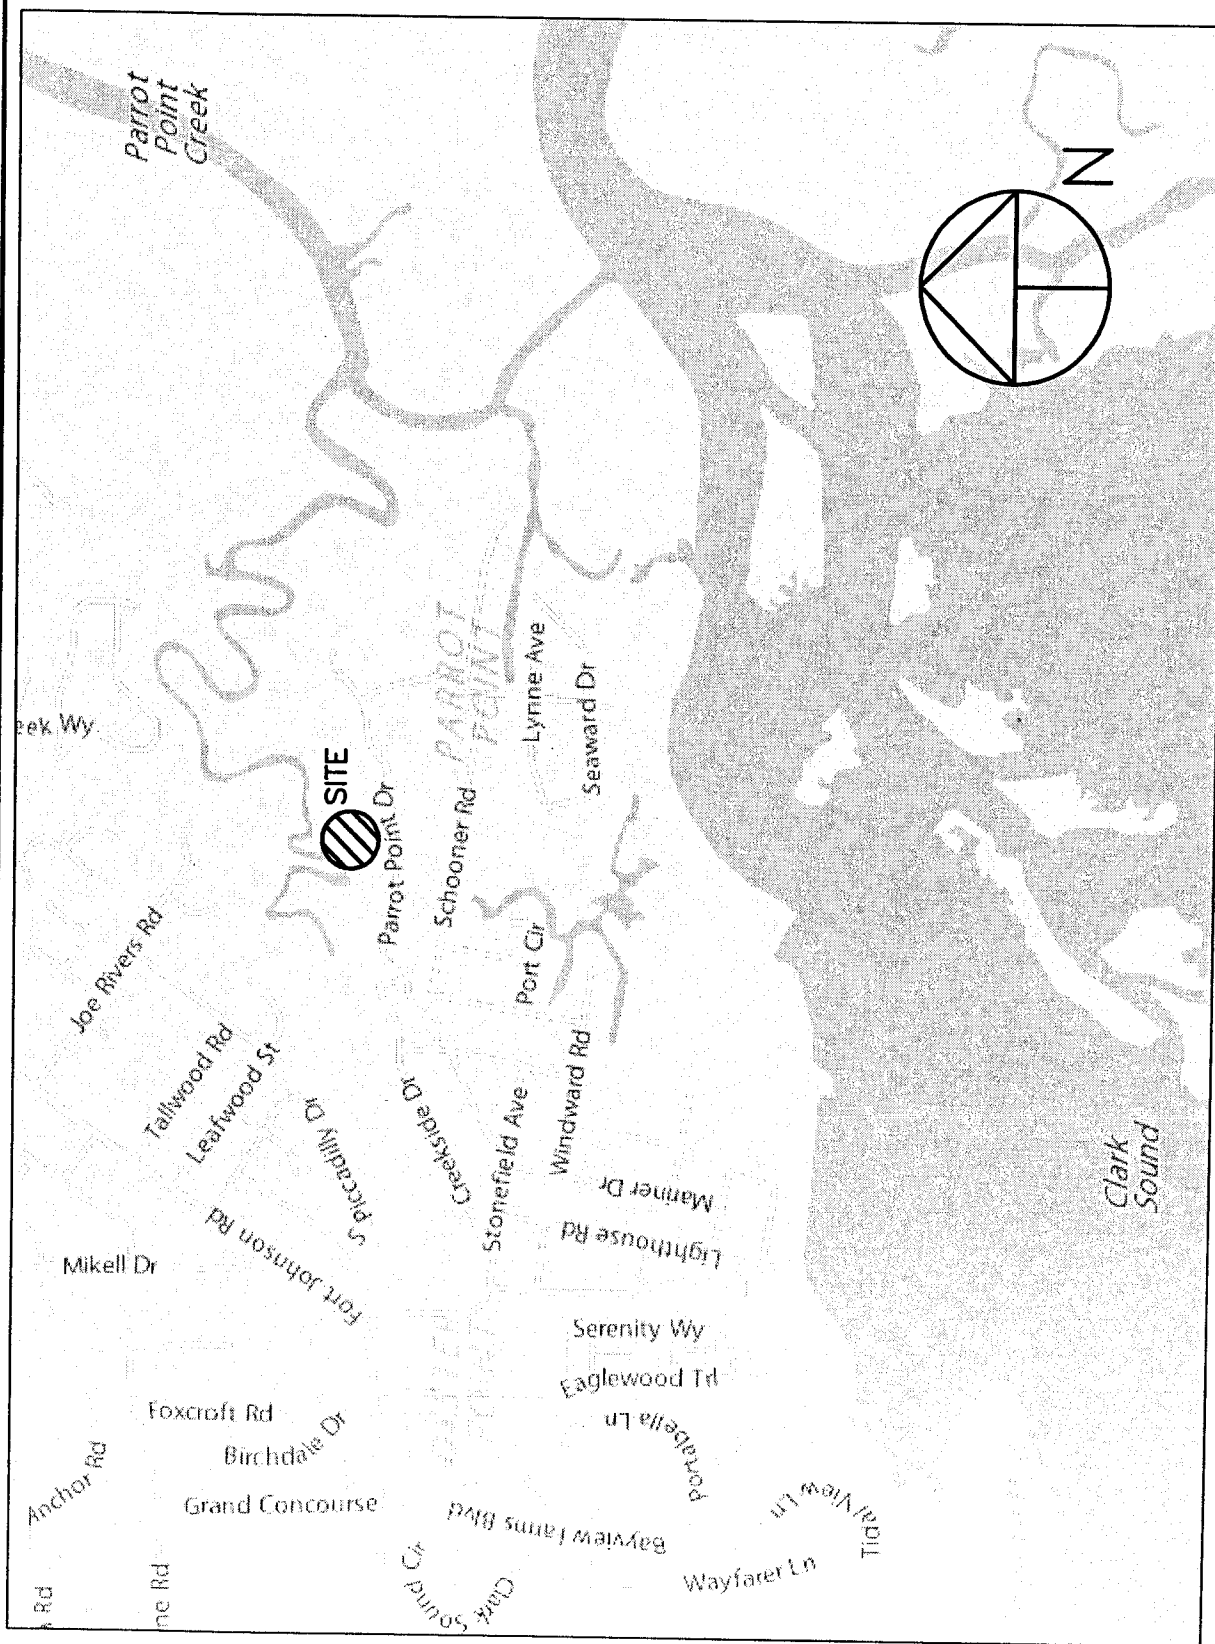 Parrot
Point
Creek
N
eek Wy
SITE
Parrot Point Dr
PARROT
POINT
Schooner Rd
Lynne Ave
Seaward Dr
Joe Rivers Rd
Tallwood Rd
Leafwood St
S Piccadilly Dr
Creekside Dr
Stonefield Ave
Port Cir
Windward Rd
Mariner Dr
Lighthouse Rd
Mikell Dr
Fort Johnson Rd
Serenity Wy
Eaglewood Trl
Portabella Ln
Foxcroft Rd
Birchdale Dr
Grand Concourse
Anchor Rd
Bayview Farms Blvd
Tidal View Ln
Wayfarer Ln
Clark Sound Cir
Clark
Sound
n Rd
ne Rd